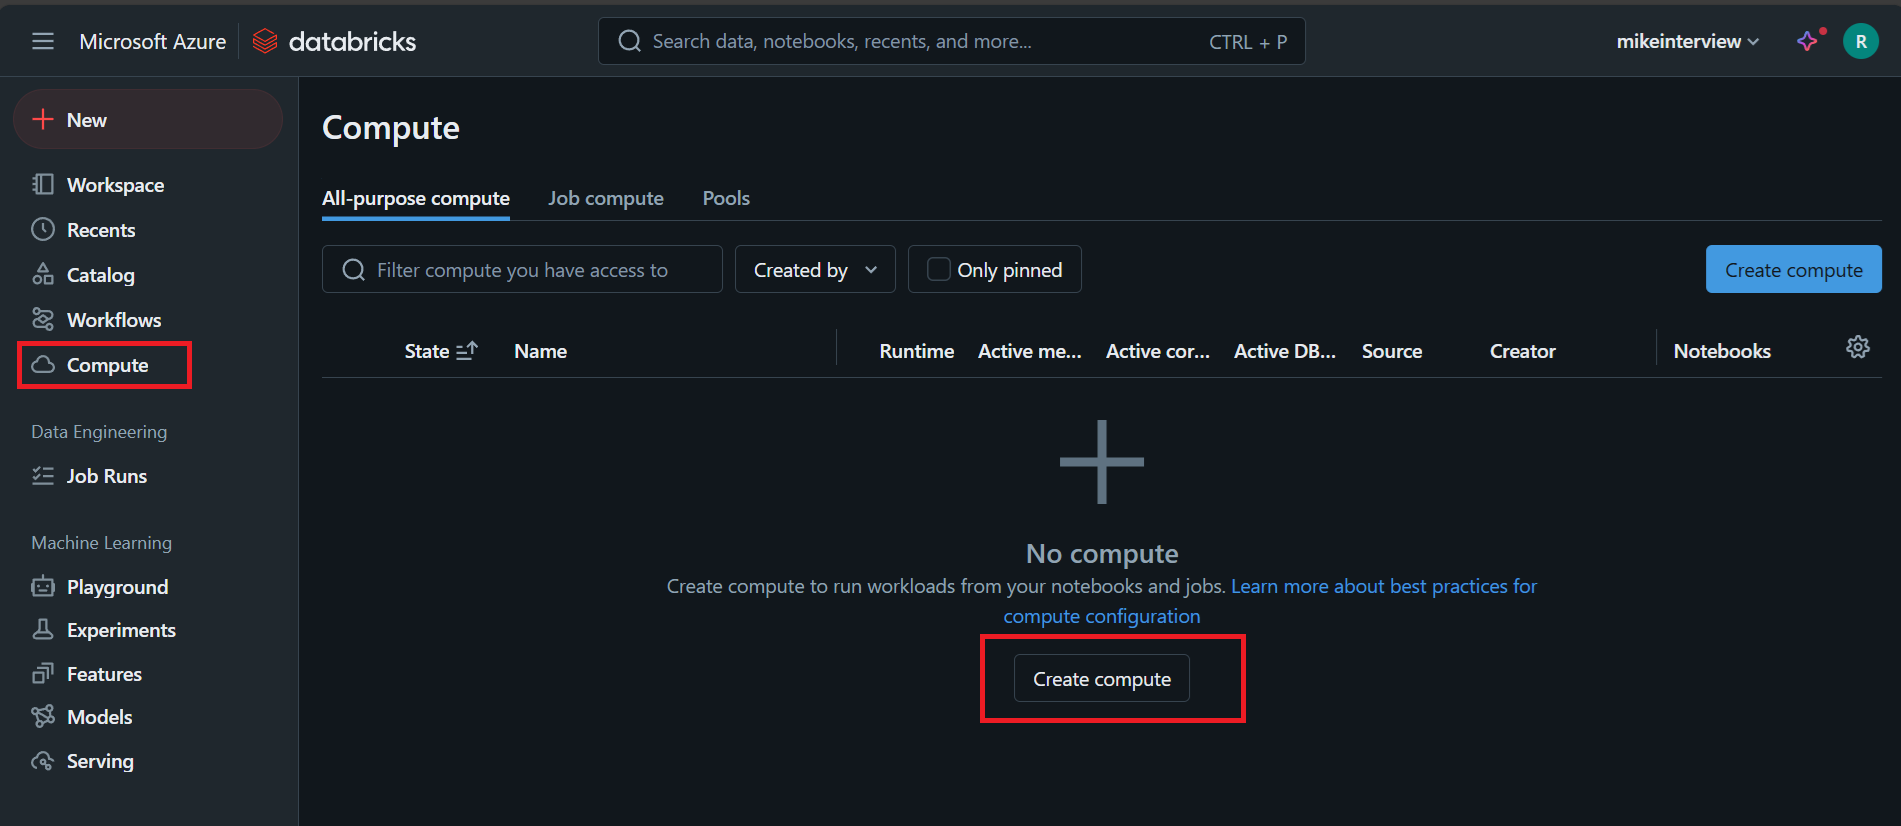 Microsoft Azure databricks Search data, notebooks, recents, and more... CTRL + P mikeinterview R
New
Workspace
Recents
Catalog
Workflows
Compute
Data Engineering
Job Runs
Machine Learning
Playground
Experiments
Features
Models
Serving
Compute
All-purpose compute Job compute Pools
Filter compute you have access to Created by Only pinned Create compute
State Name Runtime Active me... Active cor... Active DB... Source Creator Notebooks
No compute
Create compute to run workloads from your notebooks and jobs. Learn more about best practices for
compute configuration
Create compute